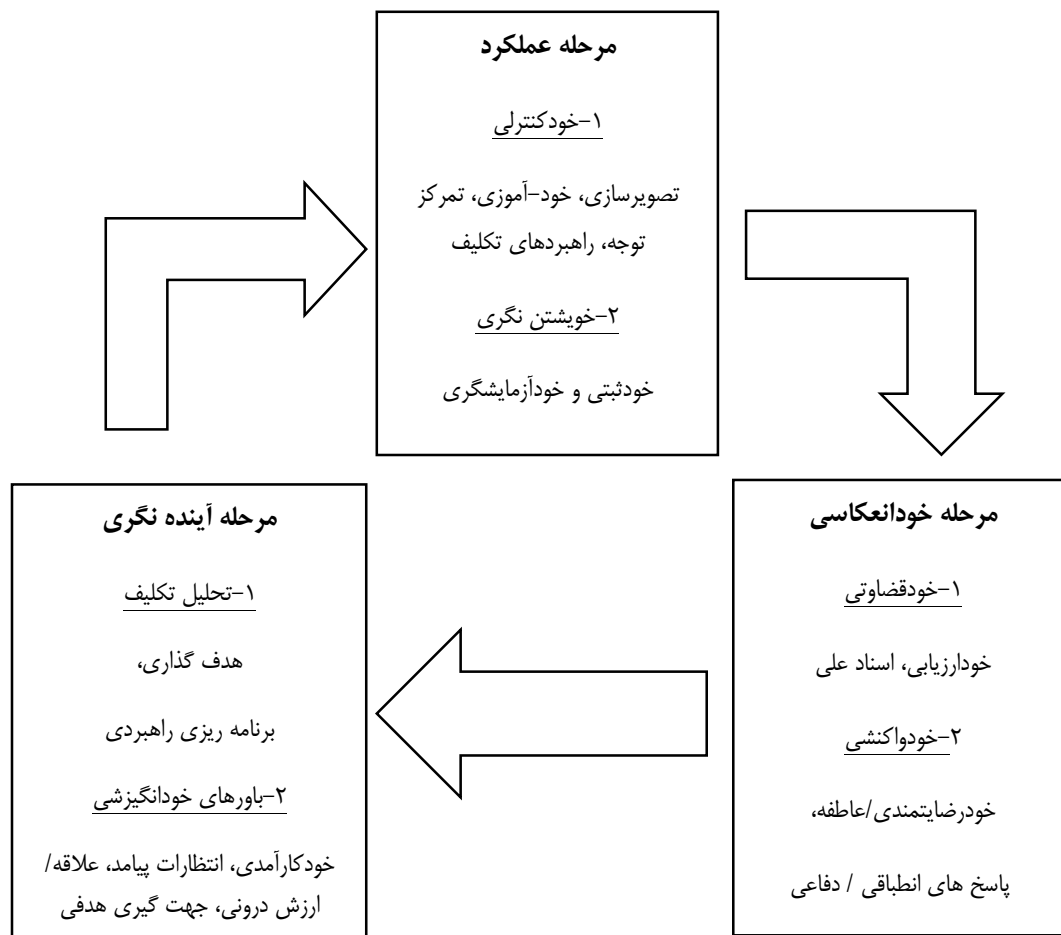 مرحله عملکرد
۱-خودکنترلی
تصویرسازی، خود-آموزی، تمرکز
توجه، راهبردهای تکلیف
۲-خویشتن نگری
خودثبتی و خودآزمایشگری
مرحله خودانعکاسی
۱-خودقضاوتی
خودارزیابی، اسناد علی
۲-خودواکنشی
خودرضایتمندی/عاطفه،
پاسخ های انطباقی / دفاعی
مرحله آینده نگری
۱-تحلیل تکلیف
هدف گذاری،
برنامه ریزی راهبردی
۲-باورهای خودانگیزشی
خودکارآمدی، انتظارات پیامد، علاقه/
ارزش درونی، جهت گیری هدفی